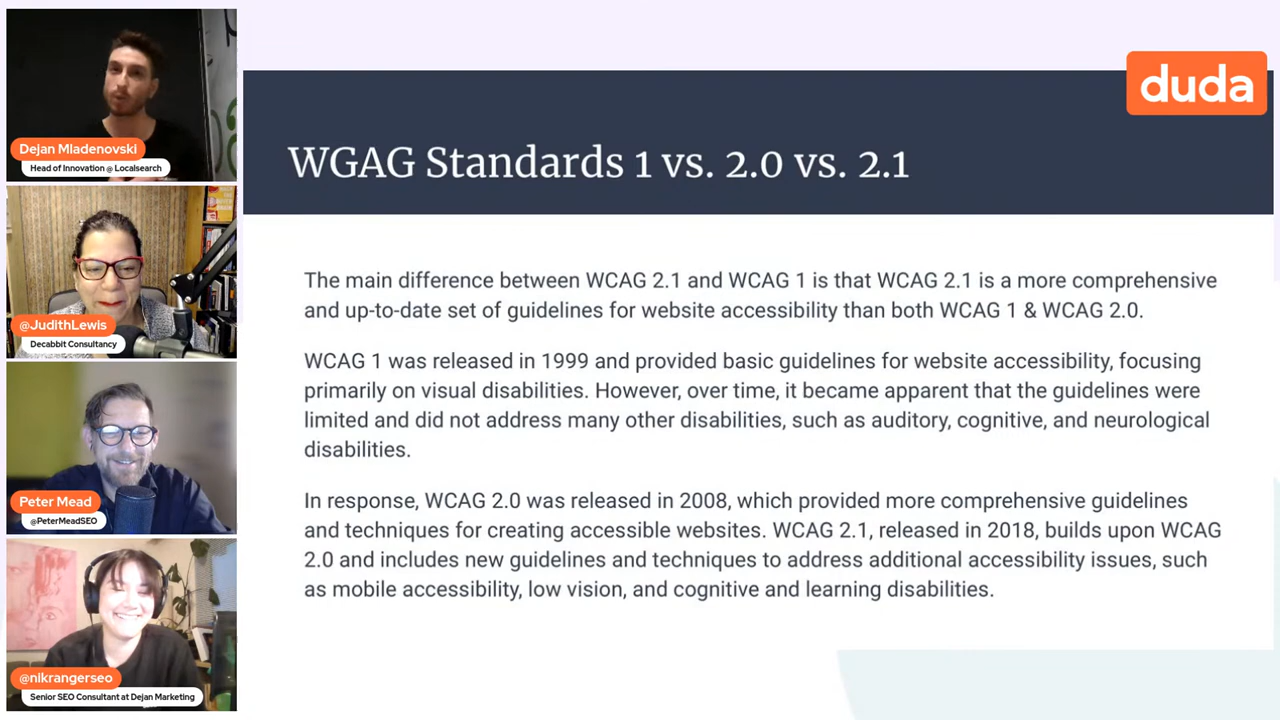 Dejan Mladenovski
Head of Innovation @ Localsearch
@JudithLewis
Decabbit Consultancy
Peter Mead
@PeterMeadSEO
@nikrangerseo
Senior SEO Consultant at Dejan Marketing
duda
WGAG Standards 1 vs. 2.0 vs. 2.1
The main difference between WCAG 2.1 and WCAG 1 is that WCAG 2.1 is a more comprehensive
and up-to-date set of guidelines for website accessibility than both WCAG 1 & WCAG 2.0.
WCAG 1 was released in 1999 and provided basic guidelines for website accessibility, focusing
primarily on visual disabilities. However, over time, it became apparent that the guidelines were
limited and did not address many other disabilities, such as auditory, cognitive, and neurological
disabilities.
In response, WCAG 2.0 was released in 2008, which provided more comprehensive guidelines
and techniques for creating accessible websites. WCAG 2.1, released in 2018, builds upon WCAG
2.0 and includes new guidelines and techniques to address additional accessibility issues, such
as mobile accessibility, low vision, and cognitive and learning disabilities.